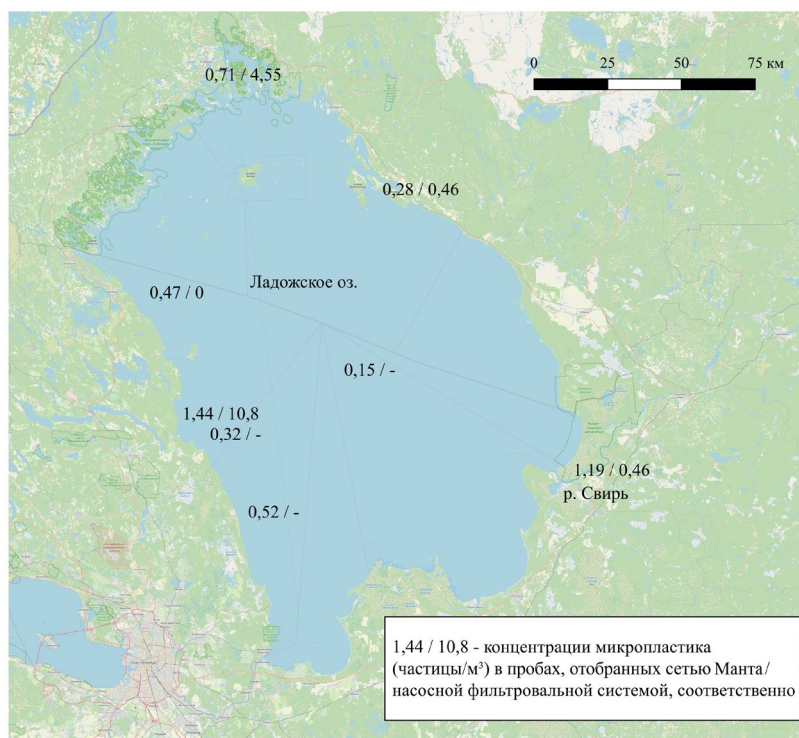 0,71 / 4,55
0 25 50 75 км
0,28 / 0,46
Ладожское оз.
0,47 / 0
0,15 / -
1,44 / 10,8
0,32 / -
1,19 / 0,46
р. Свирь
0,52 / -
1,44 / 10,8 - концентрации микропластика
(частицы/м³) в пробах, отобранных сетью Манта/
насосной фильтровальной системой, соответственно
Санкт-Петербург